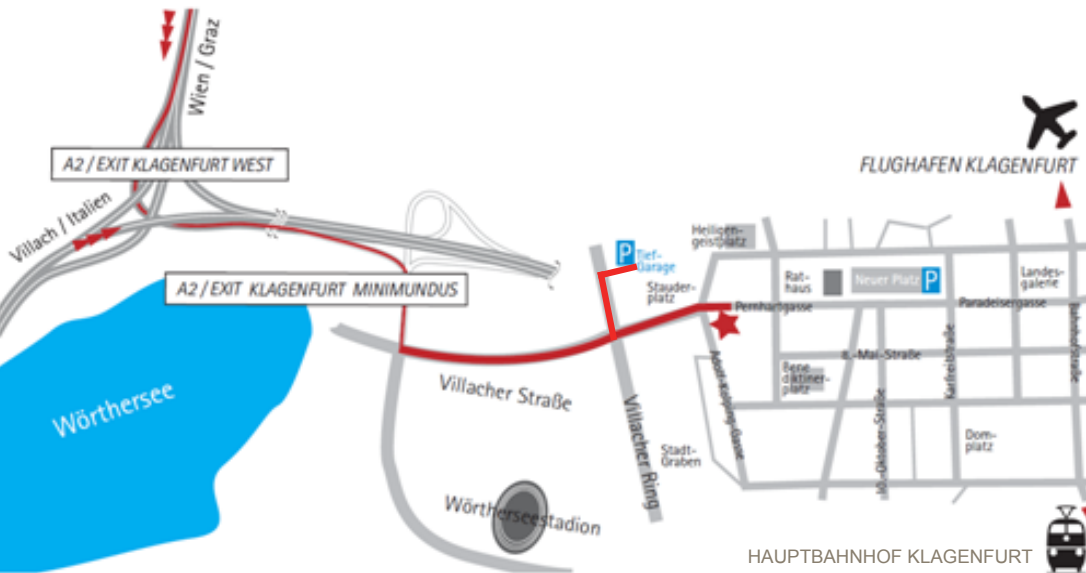 Wien / Graz
A2 / EXIT KLAGENFURT WEST
FLUGHAFEN KLAGENFURT
Villach / Italien
A2 / EXIT KLAGENFURT MINIMUNDUS
Heiligen-
geistplatz
P
Tief-
Garage
Stauder-
platz
Rat-
haus
Neuer Platz P
Landes-
galerie
Pernhartgasse
Paradeisergasse
Bahnhofstraße
8.-Mai-Straße
Karfreitstraße
Adolf-Kolping-Gasse
Bene
diktiner-
platz
Villacher Straße
Wörthersee
Villacher Ring
10.-Oktober-Straße
Stadt-
Graben
Dom-
platz
Wörtherseestadion
HAUPTBAHNHOF KLAGENFURT